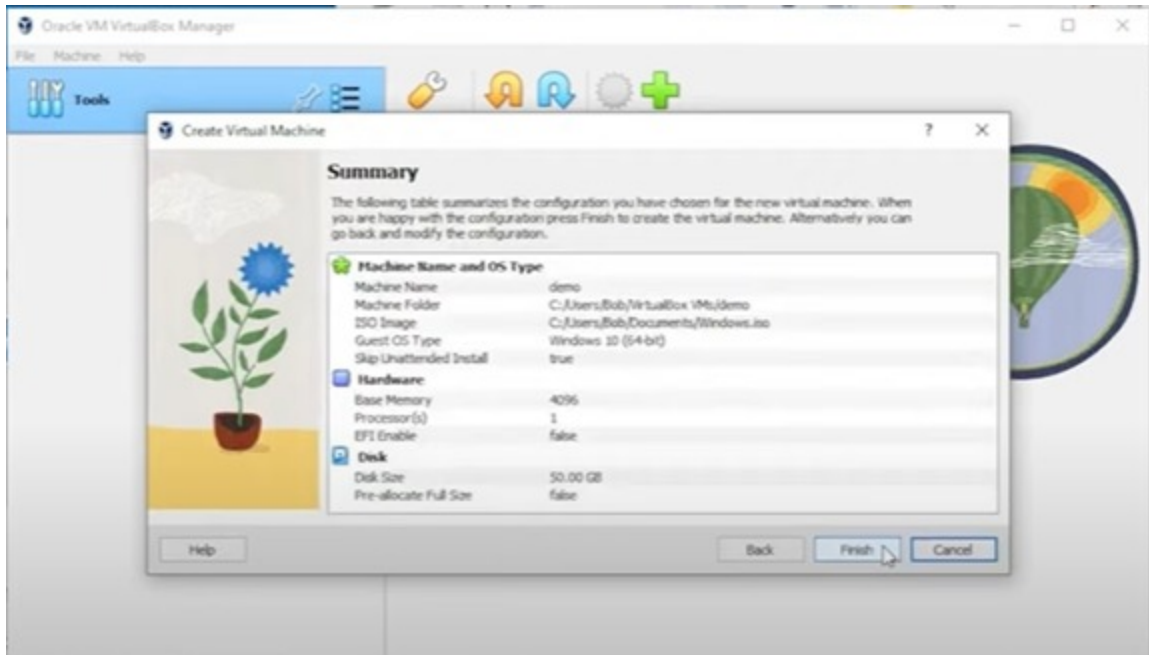 Oracle VM VirtualBox Manager
File Machine Help
Tools
Create Virtual Machine
?
Summary
The following table summarizes the configuration you have chosen for the new virtual machine. When
you are happy with the configuration press Finish to create the virtual machine. Alternatively you can
go back and modify the configuration.
Machine Name and OS Type
Machine Name demo
Machine Folder C:/Users/Bob/VirtualBox VMs/demo
ISO Image C:/Users/Bob/Documents/Windows.iso
Guest OS Type Windows 10 (64-bit)
Skip Unattended Install true
Hardware
Base Memory 4096
Processor(s) 1
EFI Enable false
Disk
Disk Size 50.00 GB
Pre-allocate Full Size false
Help Back Finish Cancel